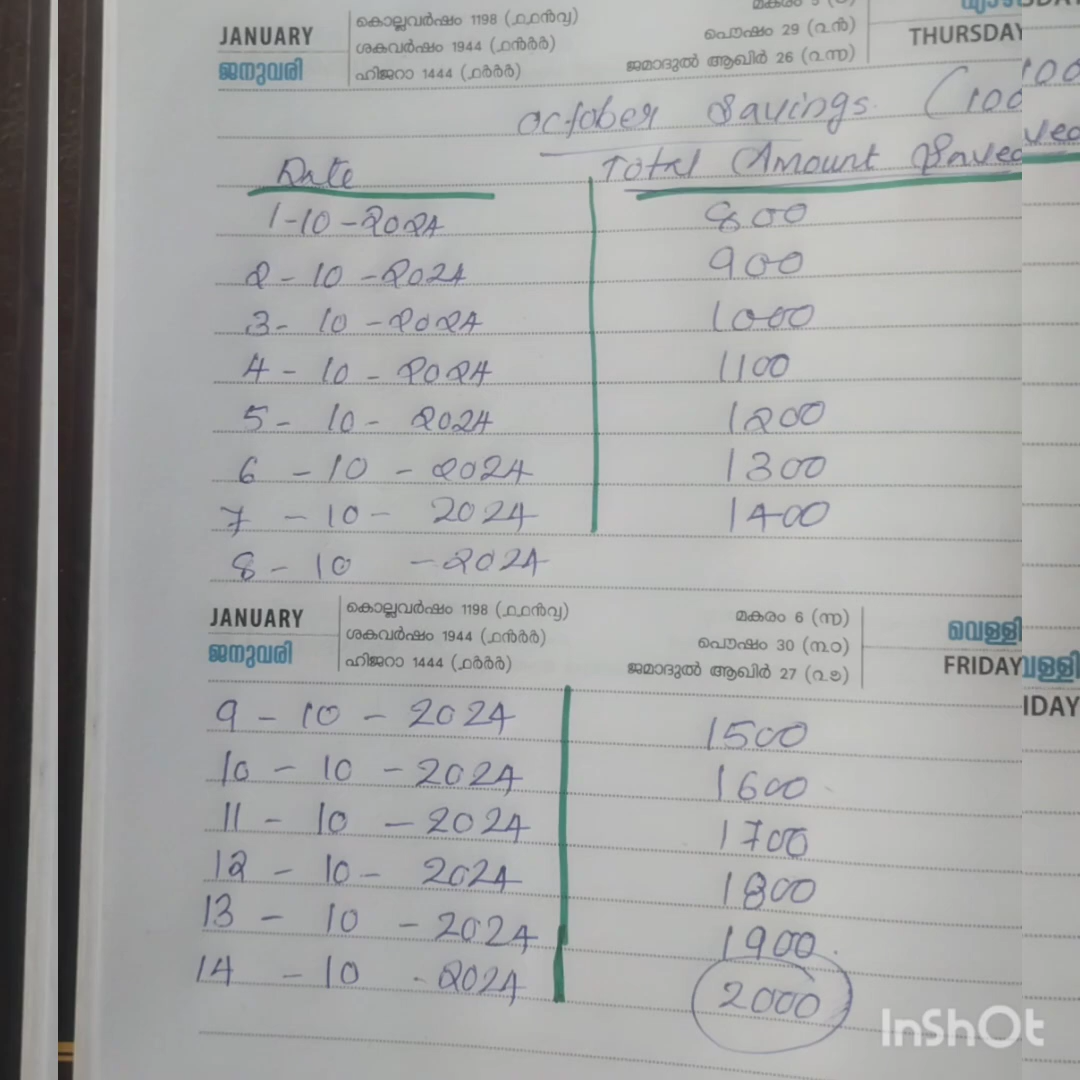 JANUARY
ജനുവരി
കൊല്ലവർഷം 1198
ശകവർഷം 1944
ഹിജറാ 1444
പൌഷം 29
ജമാദുൽ ആഖിർ 26
THURSDAY
October Savings. (100
Date Total Amount Saved
1-10-2024 800
2-10-2024 900
3-10-2024 1000
4-10-2024 1100
5-10-2024 1200
6-10-2024 1300
7-10-2024 1400
8-10-2024
JANUARY
ജനുവരി
കൊല്ലവർഷം 1198
ശകവർഷം 1944
ഹിജറാ 1444
മകരം 6
പൌഷം 30
ജമാദുൽ ആഖിർ 27
വെള്ളി
FRIDAY
9-10-2024 1500
10-10-2024 1600
11-10-2024 1700
12-10-2024 1800
13-10-2024 1900
14-10-2024 2000
InShOt